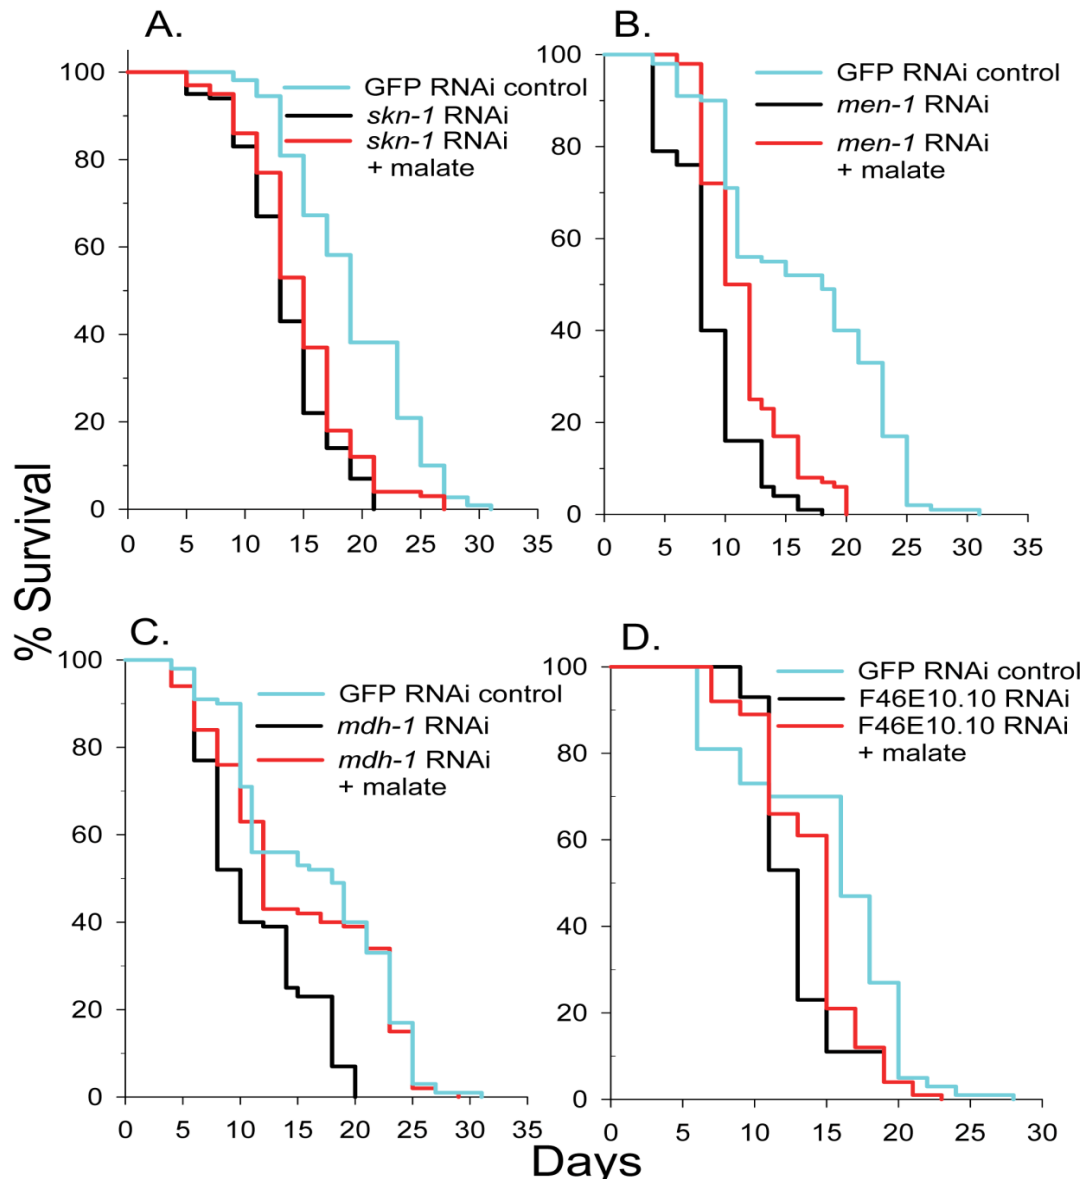 A.
GFP RNAi control
skn-1 RNAi
skn-1 RNAi
+ malate
100
80
60
40
20
0
0 5 10 15 20 25 30 35
B.
GFP RNAi control
men-1 RNAi
men-1 RNAi
+ malate
100
80
60
40
20
0
0 5 10 15 20 25 30 35
% Survival
C.
GFP RNAi control
mdh-1 RNAi
mdh-1 RNAi
+ malate
100
80
60
40
20
0
0 5 10 15 20 25 30 35
D.
GFP RNAi control
F46E10.10 RNAi
F46E10.10 RNAi
+ malate
100
80
60
40
20
0
0 5 10 15 20 25 30
Days